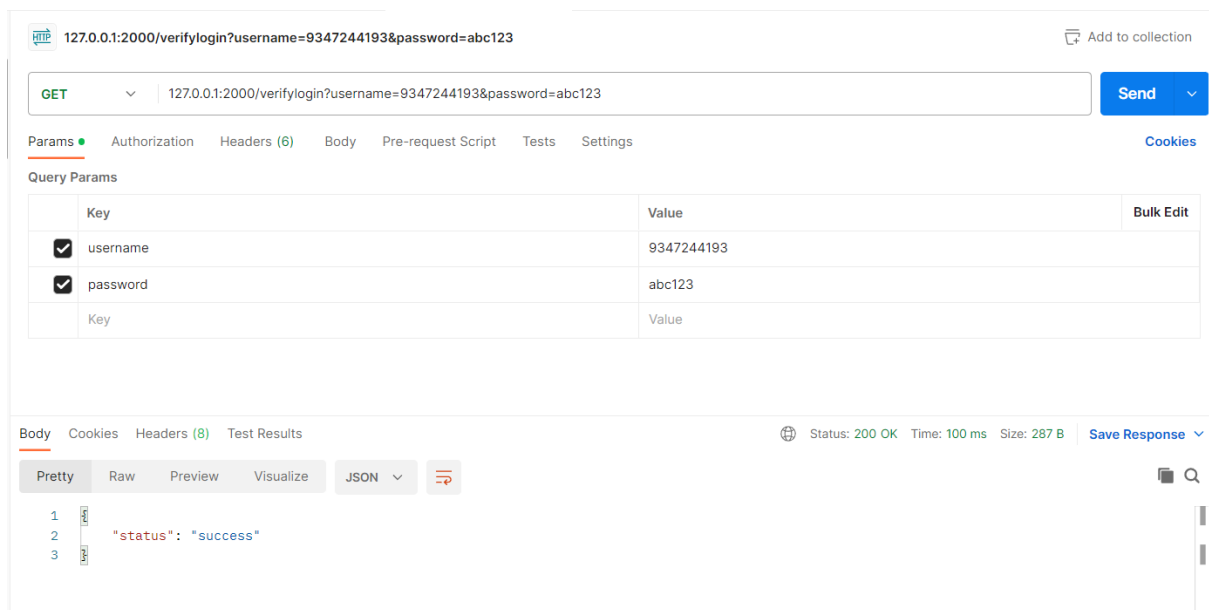 HTTP 127.0.0.1:2000/verifylogin?username=9347244193&password=abc123 Add to collection
GET 127.0.0.1:2000/verifylogin?username=9347244193&password=abc123 Send
Params Authorization Headers (6) Body Pre-request Script Tests Settings Cookies
Query Params
Key Value Bulk Edit
username 9347244193
password abc123
Key Value
Body Cookies Headers (8) Test Results Status: 200 OK Time: 100 ms Size: 287 B Save Response
Pretty Raw Preview Visualize JSON
1 {
2 "status": "success"
3 }